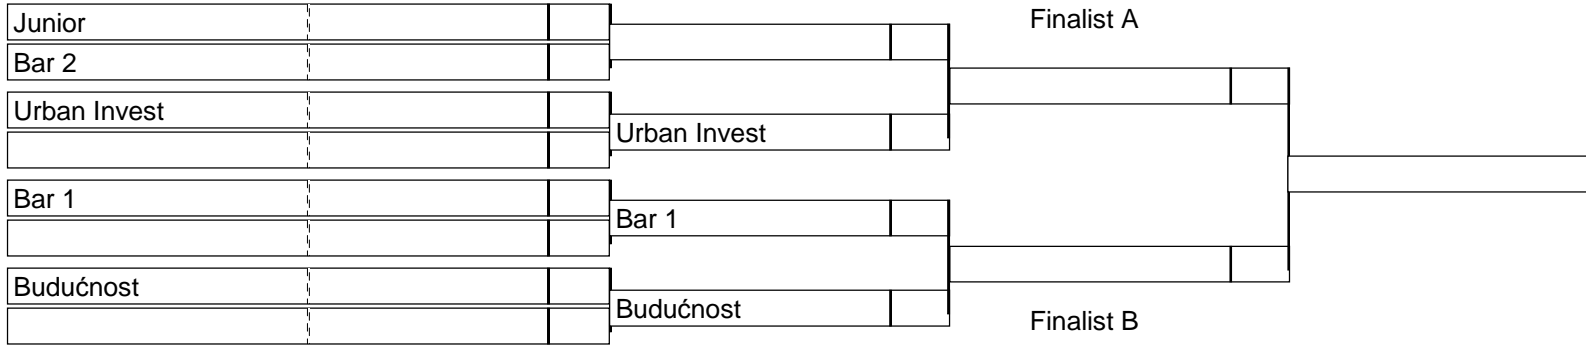 Junior
Bar 2
Urban Invest
Bar 1
Budućnost
Urban Invest
Bar 1
Budućnost
Finalist A
Finalist B